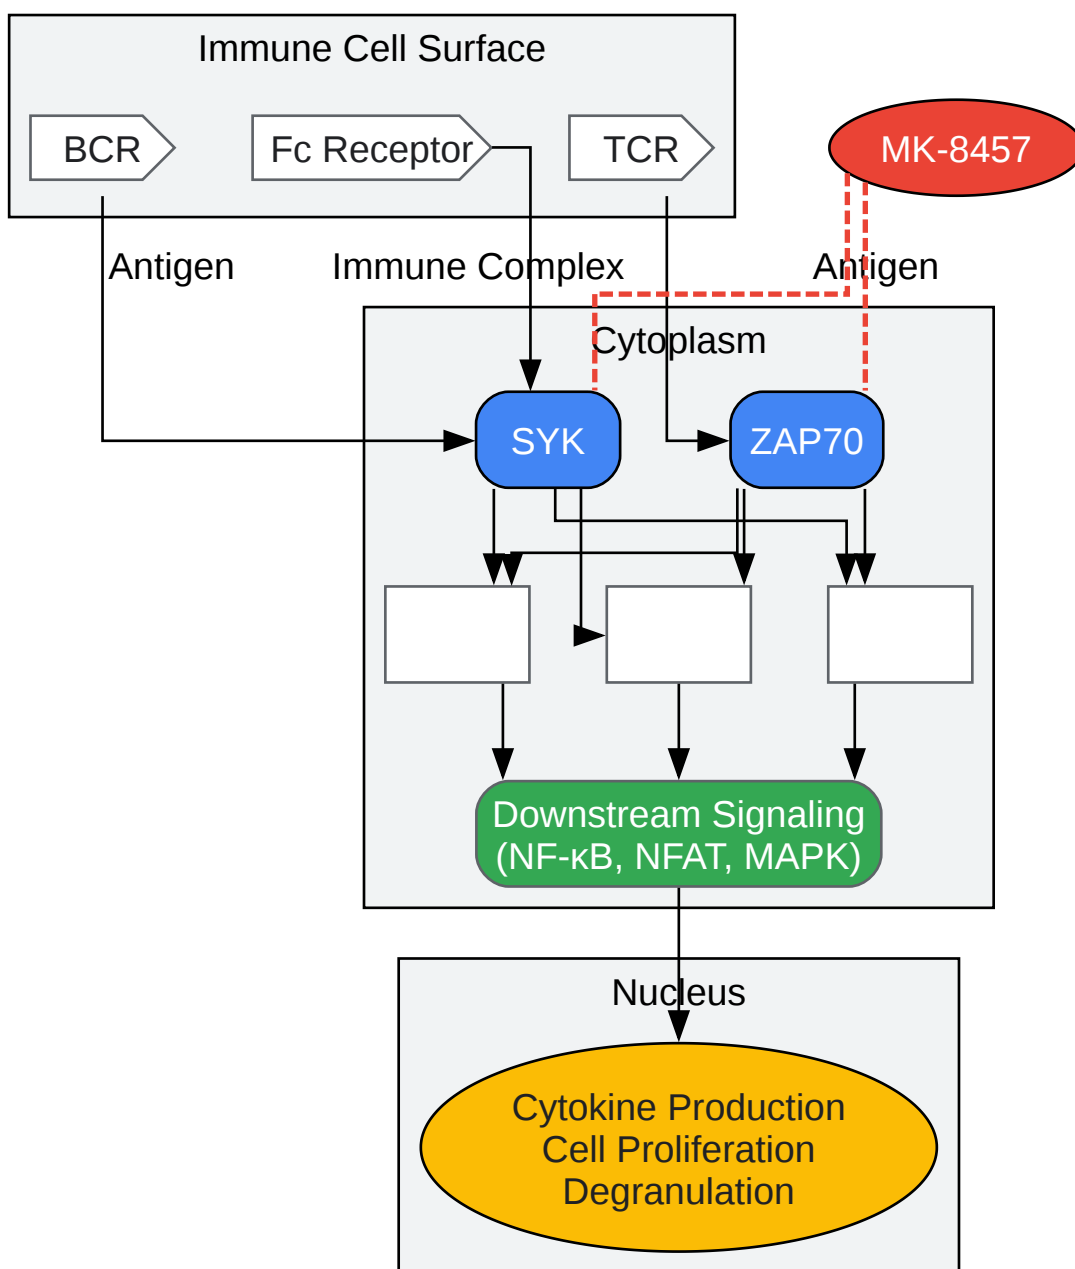 Immune Cell Surface
BCR
Fc Receptor
TCR
MK-8457
Antigen
Immune Complex
Antigen
Cytoplasm
SYK
ZAP70
Downstream Signaling
(NF-κB, NFAT, MAPK)
Nucleus
Cytokine Production
Cell Proliferation
Degranulation